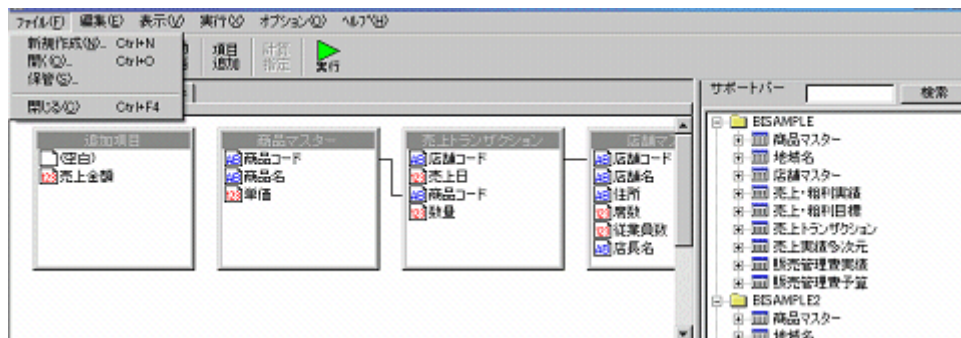 ファイル(F) 編集(E) 表示(V) 実行(X) オプション(O) ヘルプ(H)
新規作成(N)... Ctrl+N
開く(O)... Ctrl+O
保管(S)...
閉じる(C) Ctrl+F4
項目追加
計算指定
実行
サポートバー
検索
追加項目
(空白)
売上金額
商品マスター
商品コード
商品名
単価
売上トランザクション
店舗コード
売上日
商品コード
数量
店舗マ
店舗コード
店舗名
住所
席数
従業員数
店長名
BISAMPLE
商品マスター
地域名
店舗マスター
売上・粗利実績
売上・粗利目標
売上トランザクション
売上実績多次元
販売管理費実績
販売管理費予算
BISAMPLE2
商品マスター
地域名